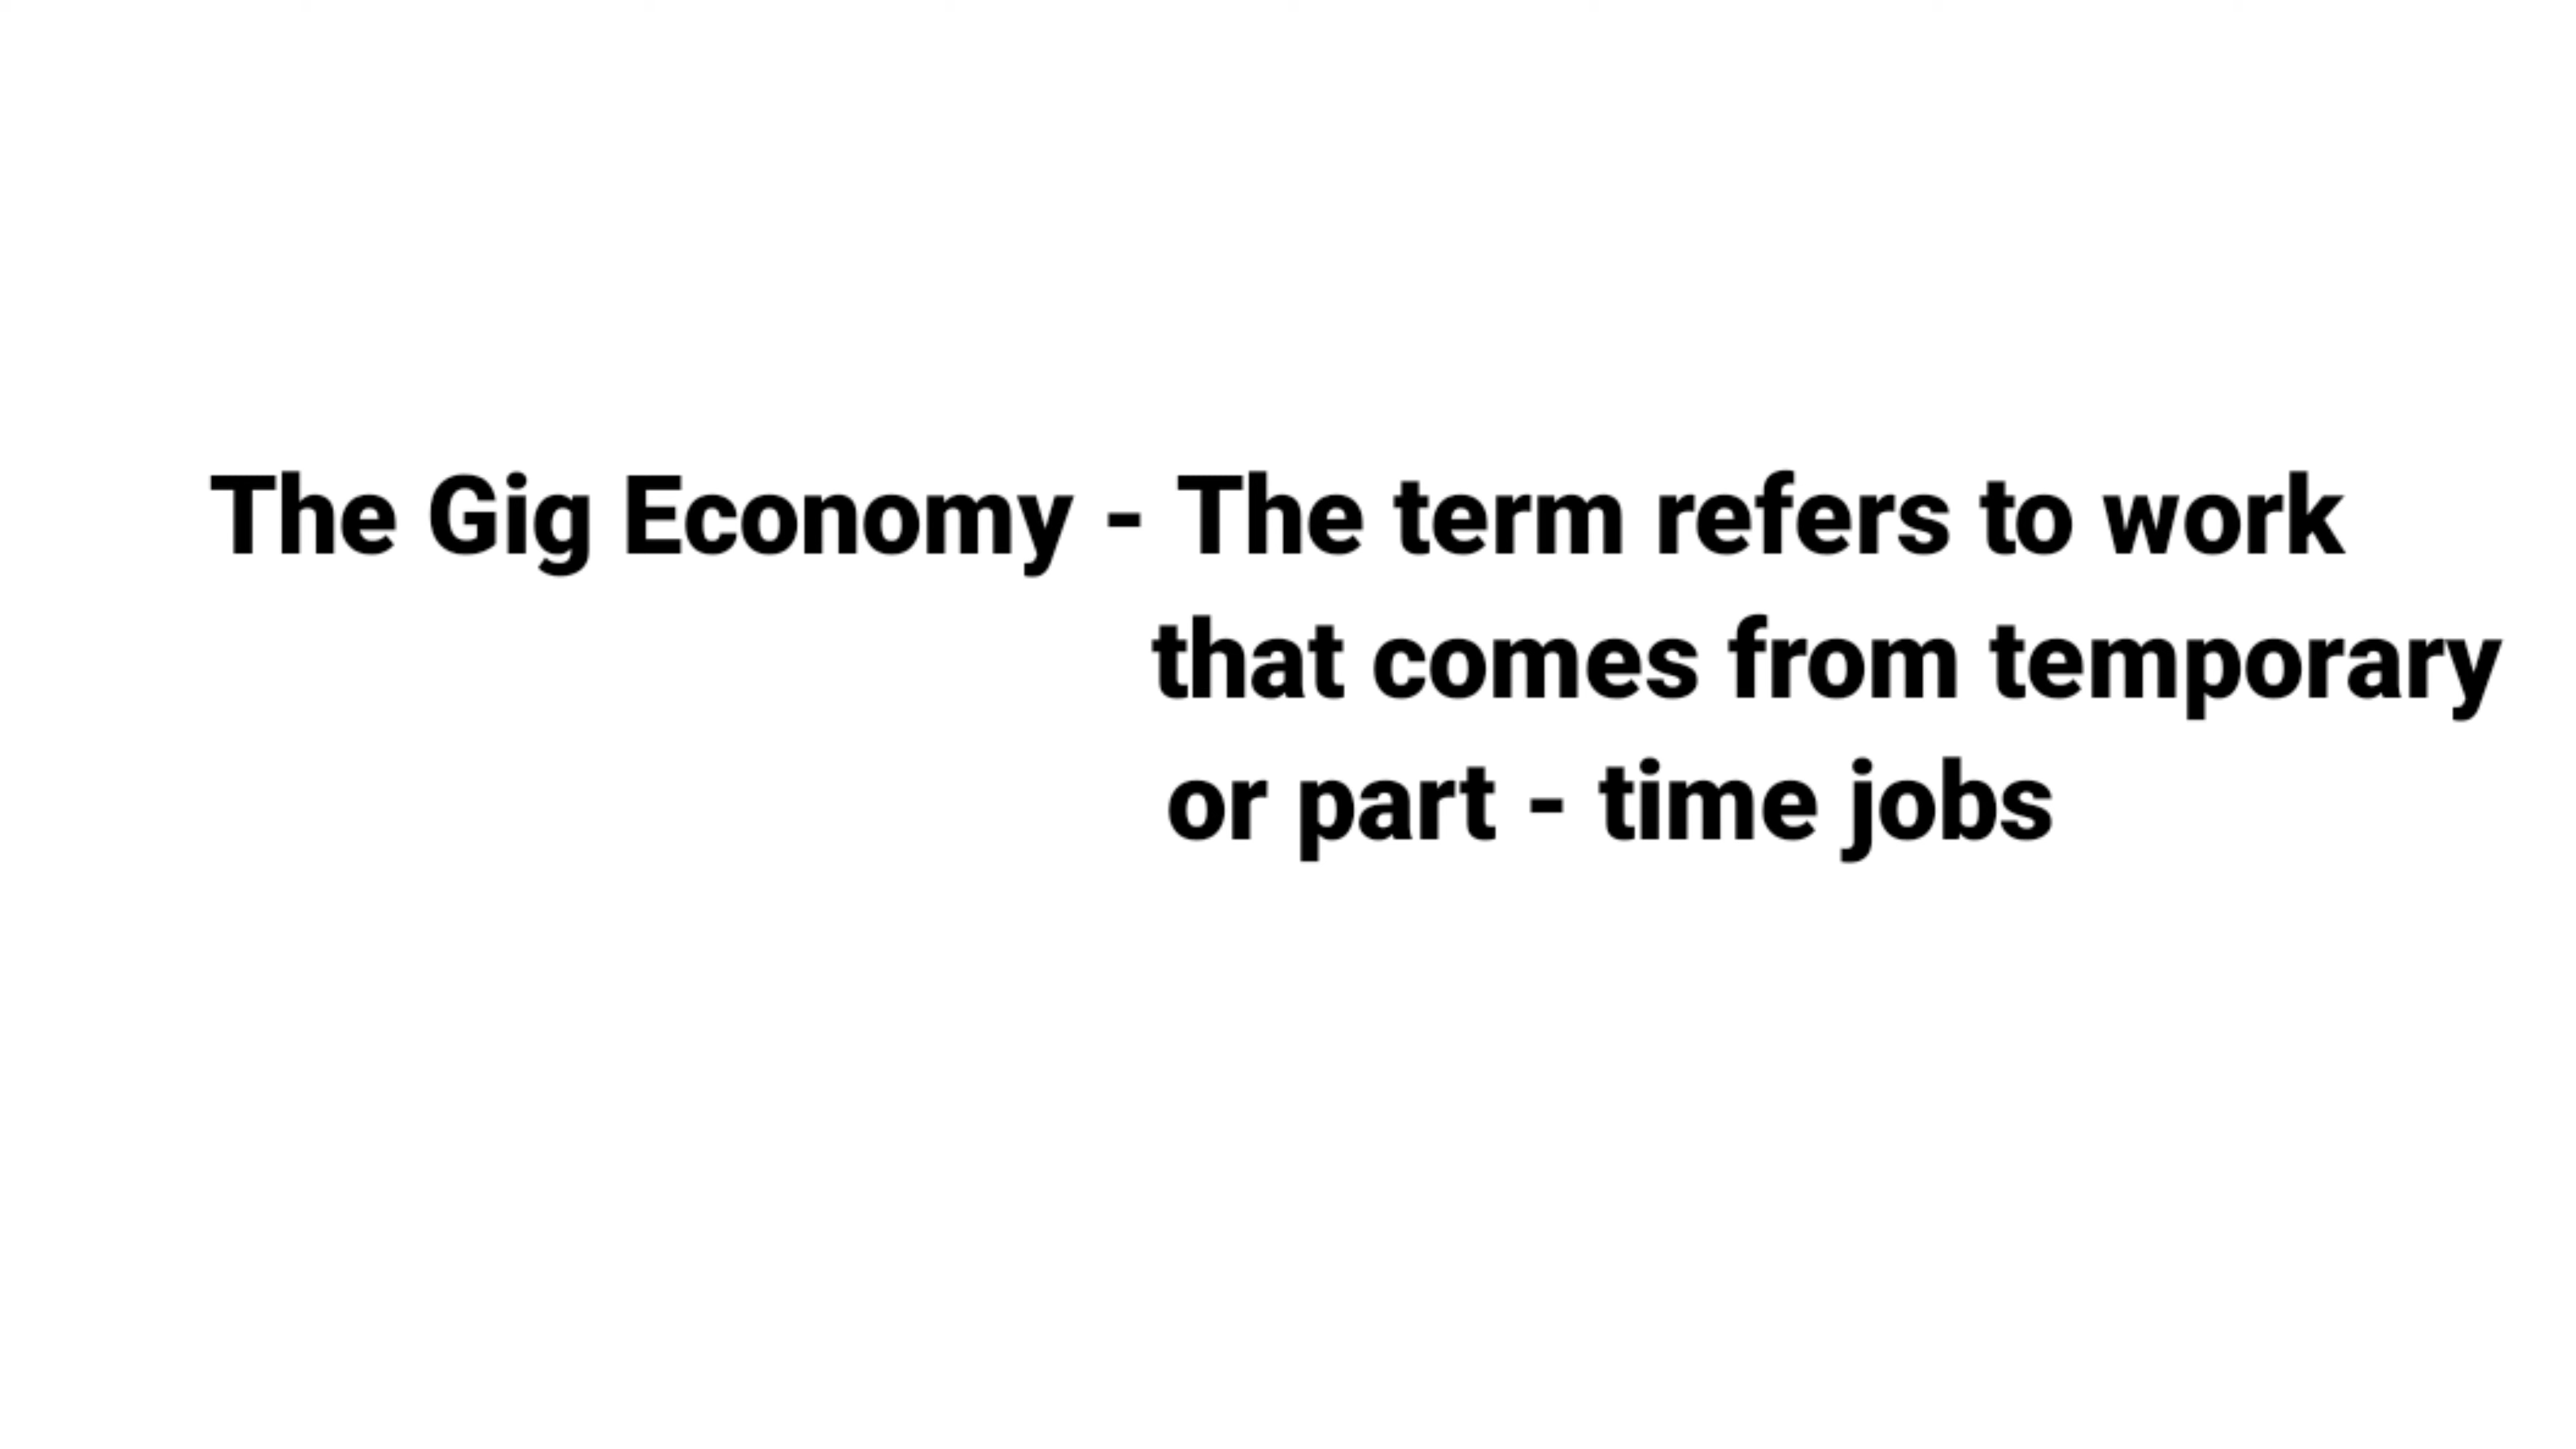 The Gig Economy - The term refers to work
that comes from temporary
or part - time jobs